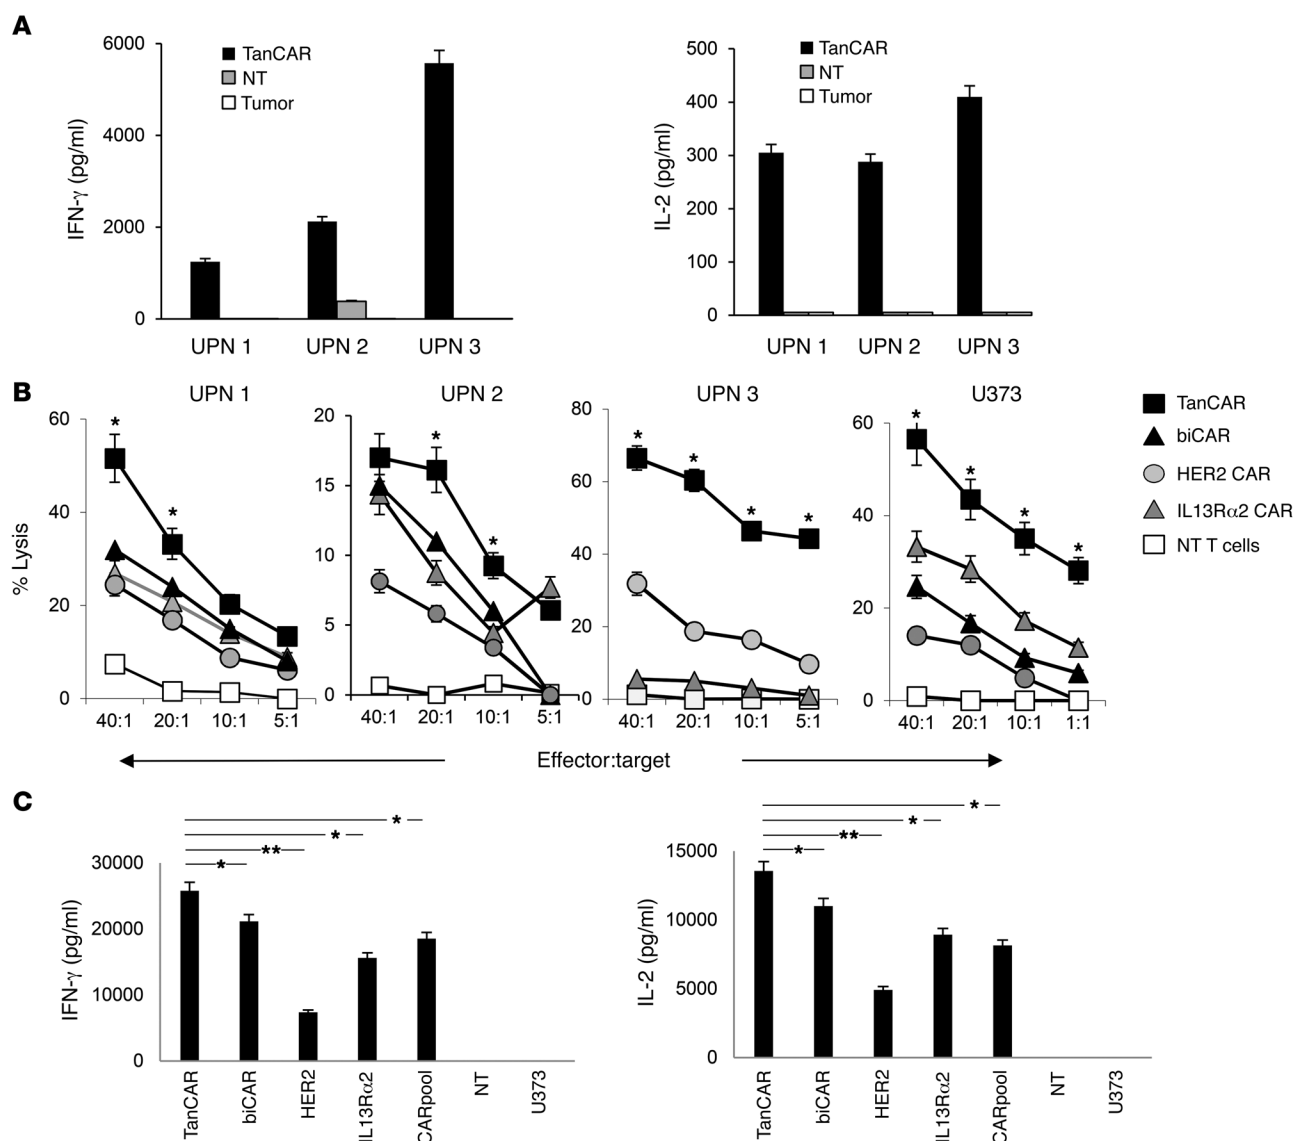 A
6000
4000
2000
0
IFN-γ (pg/ml)
TanCAR
NT
Tumor
UPN 1
UPN 2
UPN 3
500
400
300
200
100
0
IL-2 (pg/ml)
TanCAR
NT
Tumor
UPN 1
UPN 2
UPN 3
B
% Lysis
UPN 1
60
40
20
0
* *
40:1 20:1 10:1 5:1
UPN 2
20
15
10
5
0
* *
40:1 20:1 10:1 5:1
UPN 3
80
60
40
20
0
* * * *
40:1 20:1 10:1 5:1
U373
60
40
20
0
* * * *
40:1 20:1 10:1 1:1
TanCAR
biCAR
HER2 CAR
IL13Rα2 CAR
NT T cells
Effector:target
C
*
*
**
*
30000
20000
10000
0
IFN-γ (pg/ml)
TanCAR
biCAR
HER2
IL13Rα2
CARpool
NT
U373
*
*
**
*
15000
10000
5000
0
IL-2 (pg/ml)
TanCAR
biCAR
HER2
IL13Rα2
CARpool
NT
U373